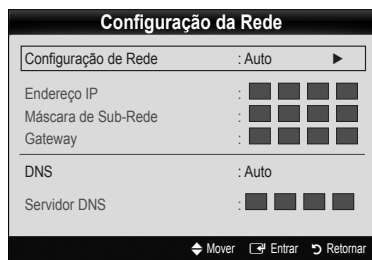 Configuração da Rede
Configuração de Rede : Auto ►
Endereço IP :
Máscara de Sub-Rede :
Gateway :
DNS : Auto
Servidor DNS :
Mover Entrar Retornar